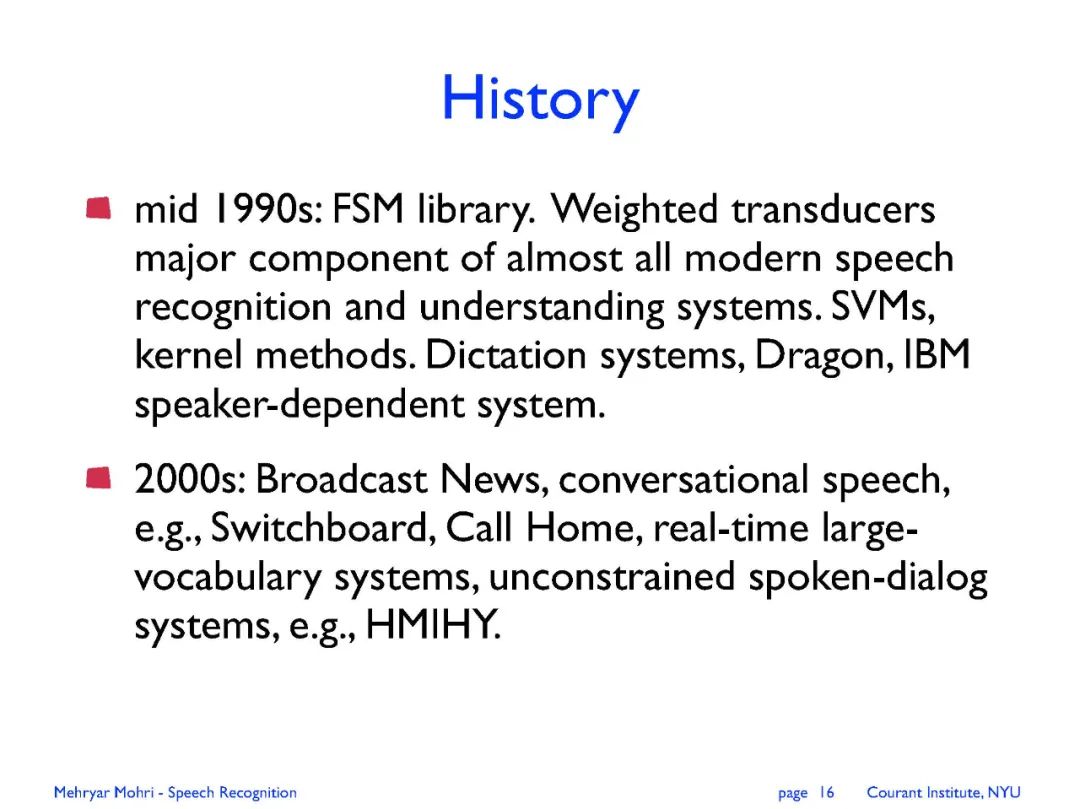 History
mid 1990s: FSM library. Weighted transducers
major component of almost all modern speech
recognition and understanding systems. SVMs,
kernel methods. Dictation systems, Dragon, IBM
speaker-dependent system.
2000s: Broadcast News, conversational speech,
e.g., Switchboard, Call Home, real-time large-
vocabulary systems, unconstrained spoken-dialog
systems, e.g., HMIHY.
Mehryar Mohri - Speech Recognition page 16 Courant Institute, NYU